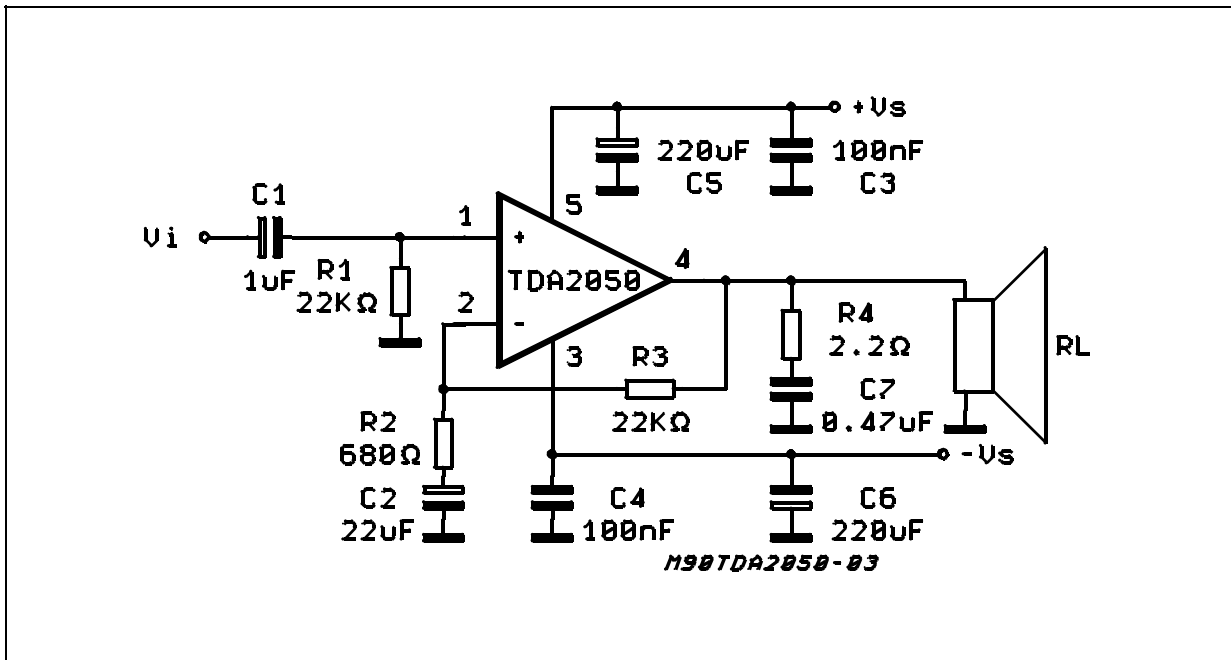 +Vs
220uF
C5
100nF
C3
C1
Vi
1uF
R1
22KΩ
1
+
5
TDA2050
4
2
-
3
R3
22KΩ
R4
2.2Ω
C7
0.47uF
RL
R2
680Ω
C2
22uF
C4
100nF
-Vs
C6
220uF
M90TDA2050-03